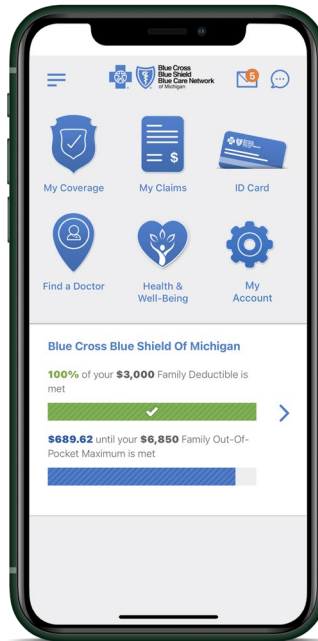 Blue Cross
Blue Shield
Blue Care Network
of Michigan
5
My Coverage
$
My Claims
ID Card
Find a Doctor
Health &
Well-Being
My
Account
Blue Cross Blue Shield Of Michigan
100% of your $3,000 Family Deductible is
met
$689.62 until your $6,850 Family Out-Of-
Pocket Maximum is met